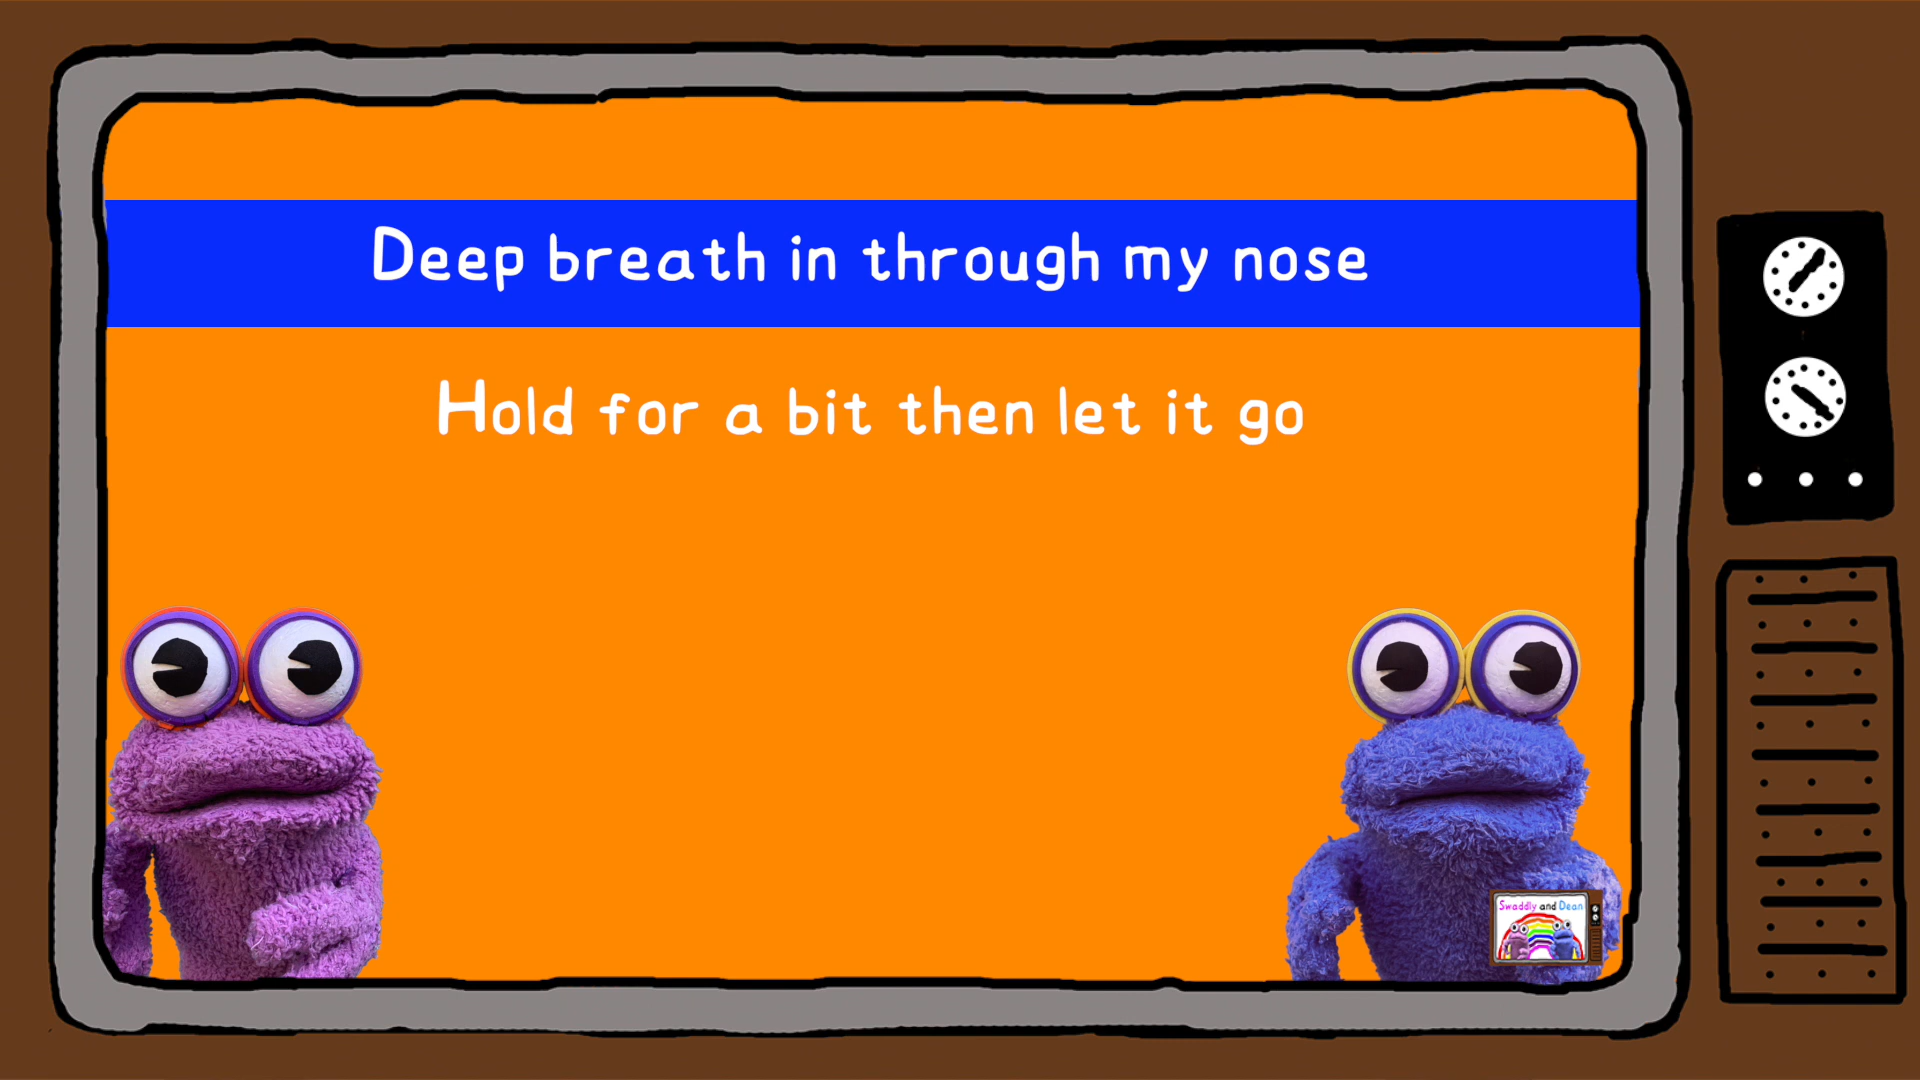 Deep breath in through my nose
Hold for a bit then let it go
Swaddly and Dean